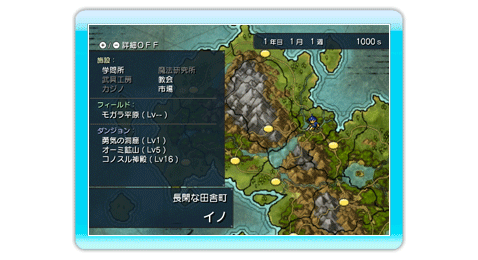 ⊕/⊖詳細OFF
1年目 1月 1週 1000s
施設：
学問所 魔法研究所
武具工房 教会
カジノ 市場
フィールド：
モガラ平原(Lv--)
ダンジョン：
勇気の洞窟(Lv1)
オーミ鉱山(Lv5)
コノスル神殿(Lv16)
長閑な田舎町
イノ